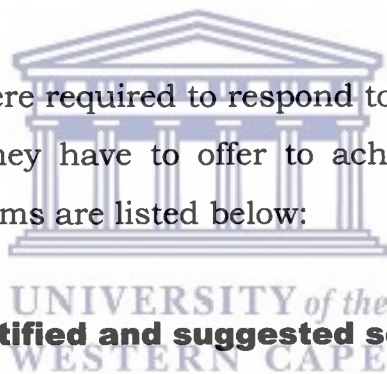 ere required to respond to
hey have to offer to ach
ms are listed below:
UNIVERSITY of the
tified and suggested s
WESTERN CAPE